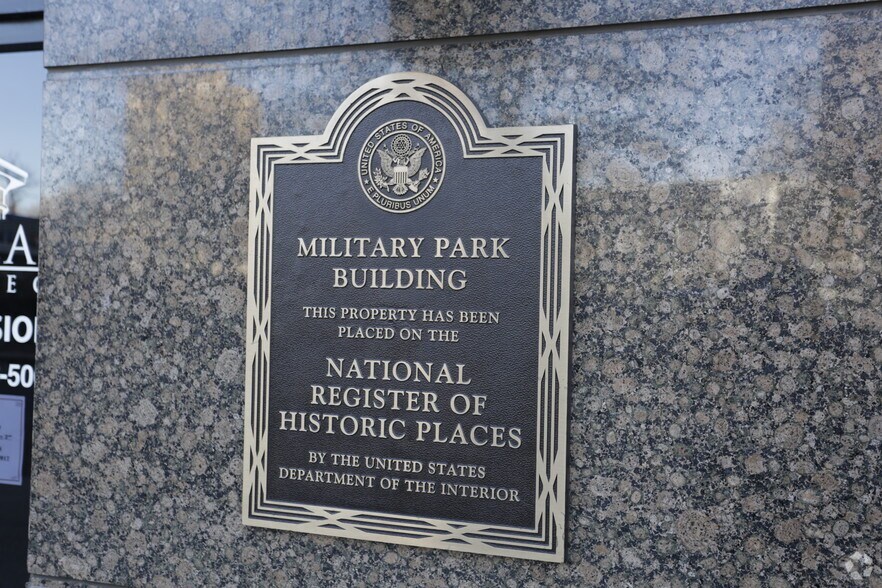 UNITED STATES OF AMERICA
E PLURIBUS UNUM
MILITARY PARK
BUILDING
THIS PROPERTY HAS BEEN
PLACED ON THE
NATIONAL
REGISTER OF
HISTORIC PLACES
BY THE UNITED STATES
DEPARTMENT OF THE INTERIOR
-50